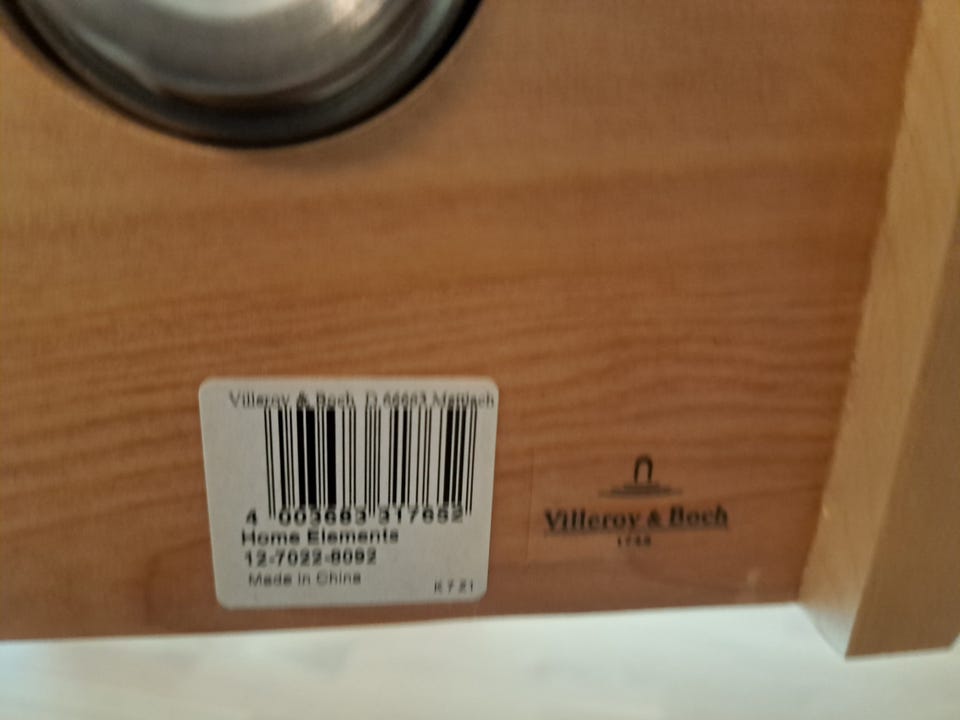 Villeroy & Boch D 66663 Mettlach
4 003683 317652
Home Elements
12-7022-8092
Made in China
K 7 21
Villeroy & Boch
1748